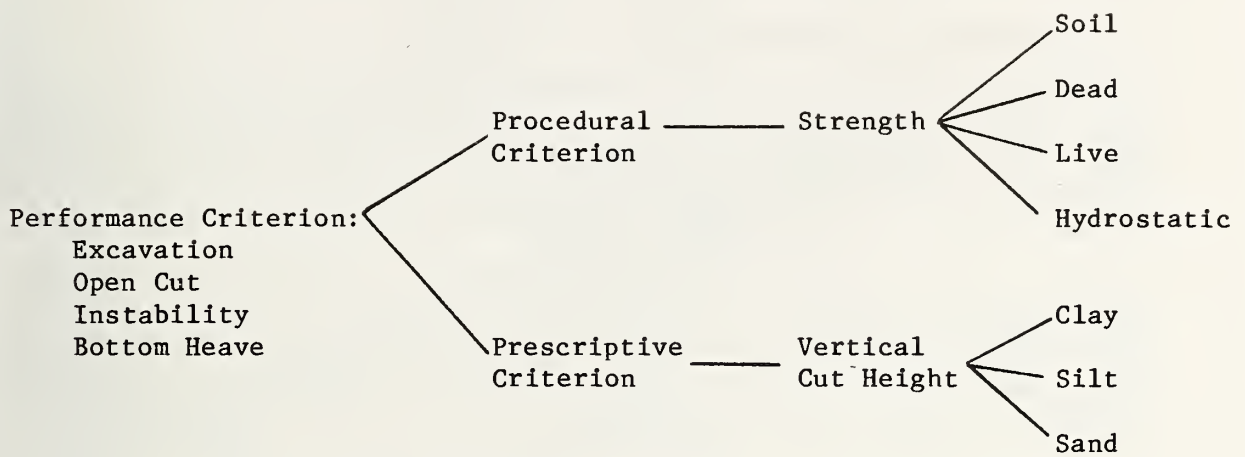 Performance Criterion:
Excavation
Open Cut
Instability
Bottom Heave
Procedural
Criterion
Strength
Soil
Dead
Live
Hydrostatic
Prescriptive
Criterion
Vertical
Cut Height
Clay
Silt
Sand